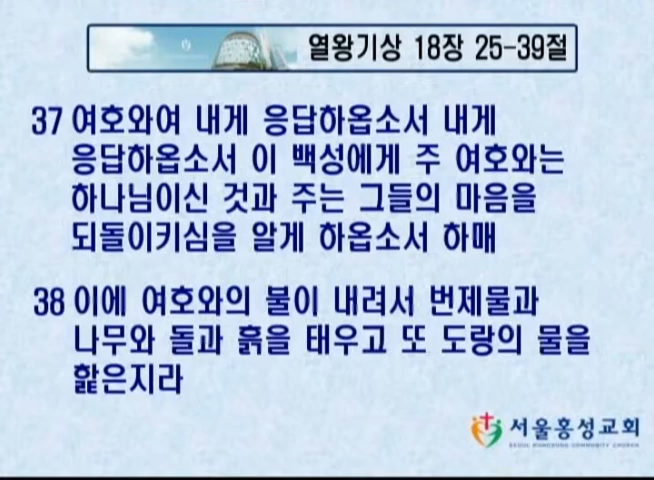 열왕기상 18장 25-39절
37 여호와여 내게 응답하옵소서 내게
응답하옵소서 이 백성에게 주 여호와는
하나님이신 것과 주는 그들의 마음을
되돌이키심을 알게 하옵소서 하매
38 이에 여호와의 불이 내려서 번제물과
나무와 돌과 흙을 태우고 또 도랑의 물을
핥은지라
서울홍성교회
SEOUL HONGSUNG COMMUNITY CHURCH